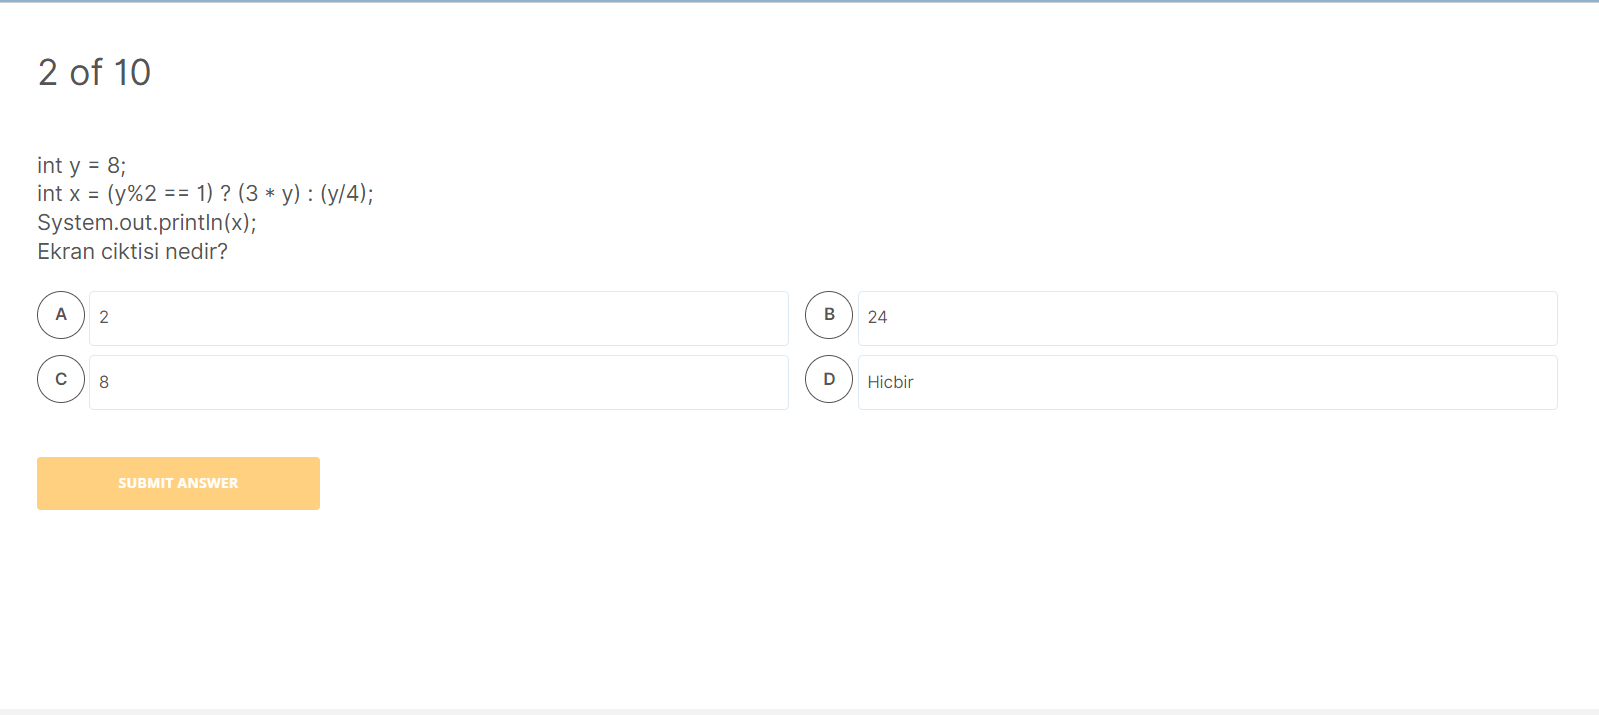 2 of 10
int y = 8;
int x = (y%2 == 1) ? (3 * y) : (y/4);
System.out.println(x);
Ekran ciktisi nedir?
A 2
B 24
C 8
D Hicbir
SUBMIT ANSWER